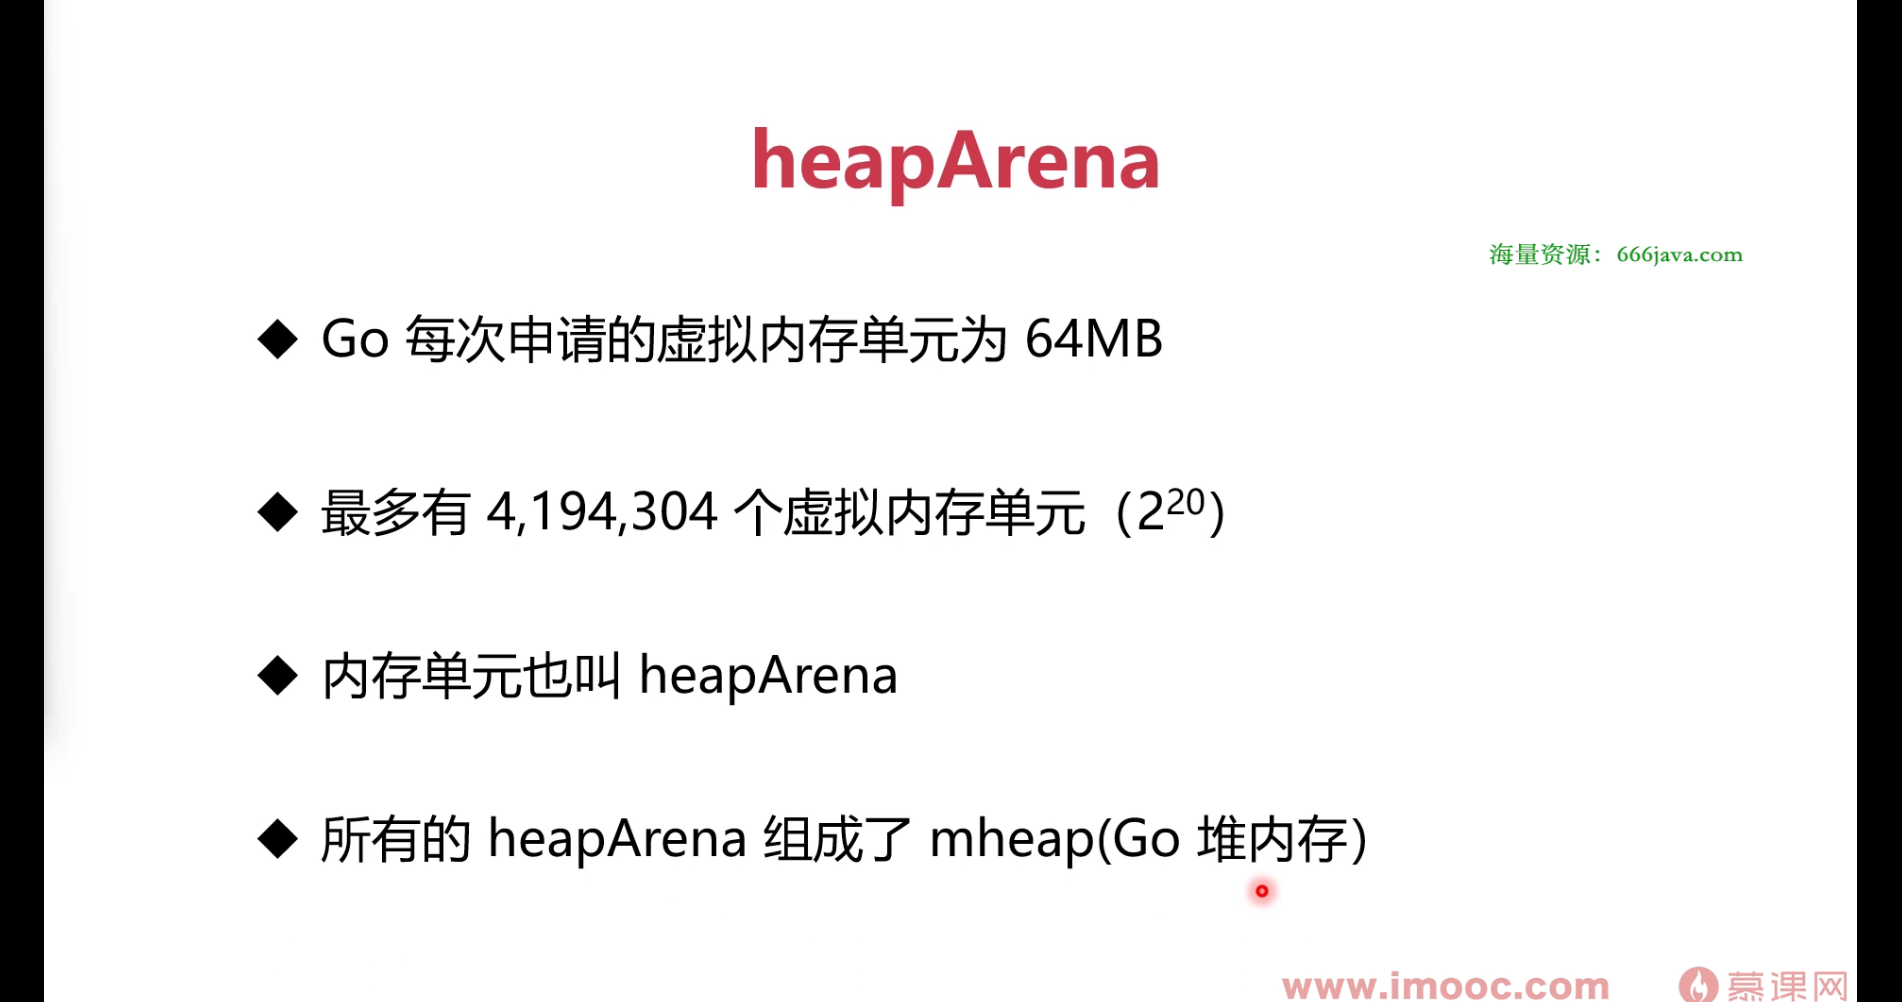 heapArena
海量资源：666java.com
◆ Go 每次申请的虚拟内存单元为 64MB
◆ 最多有 4,194,304 个虚拟内存单元（2²⁰）
◆ 内存单元也叫 heapArena
◆ 所有的 heapArena 组成了 mheap(Go 堆内存）
www.imooc.com 慕课网